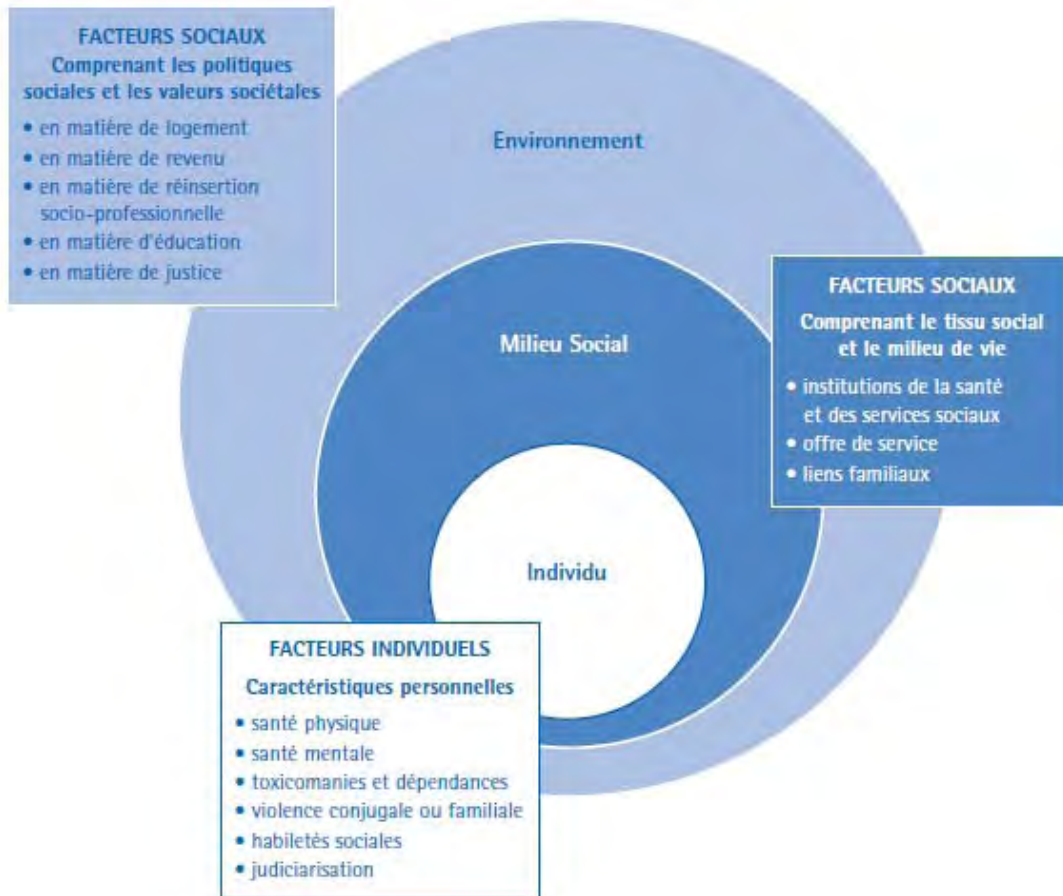 FACTEURS SOCIAUX
Comprenant les politiques
sociales et les valeurs sociétales
• en matière de logement
• en matière de revenu
• en matière de réinsertion
socio-professionnelle
• en matière d'éducation
• en matière de justice
Environnement
Milieu Social
FACTEURS SOCIAUX
Comprenant le tissu social
et le milieu de vie
• institutions de la santé
et des services sociaux
• offre de service
• liens familiaux
Individu
FACTEURS INDIVIDUELS
Caractéristiques personnelles
• santé physique
• santé mentale
• toxicomanies et dépendances
• violence conjugale ou familiale
• habiletés sociales
• judiciarisation